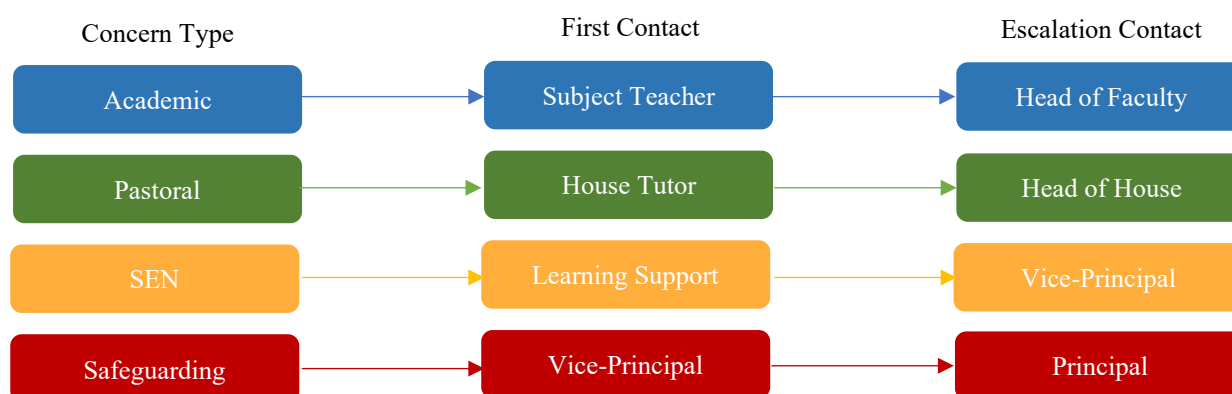 Concern Type First Contact Escalation Contact
Academic Subject Teacher Head of Faculty
Pastoral House Tutor Head of House
SEN Learning Support Vice-Principal
Safeguarding Vice-Principal Principal